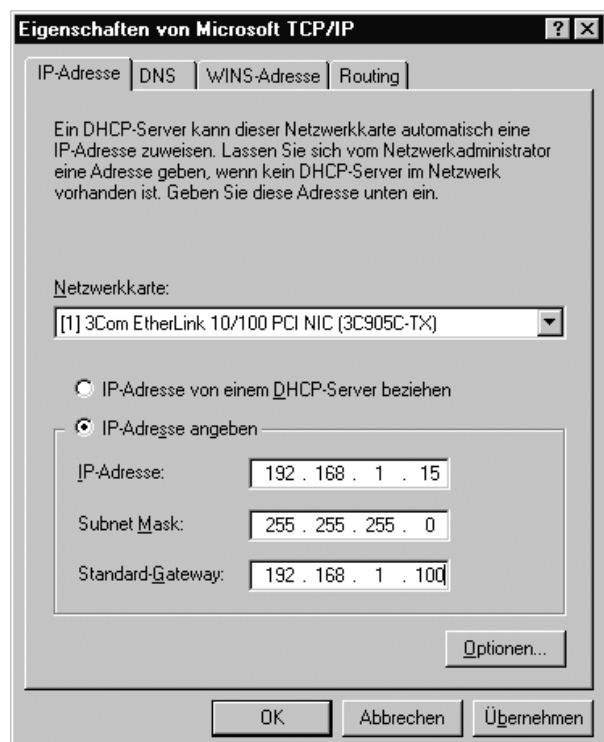 Eigenschaften von Microsoft TCP/IP
IP-Adresse DNS WINS-Adresse Routing
Ein DHCP-Server kann dieser Netzwerkkarte automatisch eine
IP-Adresse zuweisen. Lassen Sie sich vom Netzwerkadministrator
eine Adresse geben, wenn kein DHCP-Server im Netzwerk
vorhanden ist. Geben Sie diese Adresse unten ein.
Netzwerkkarte:
[1] 3Com EtherLink 10/100 PCI NIC (3C905C-TX)
IP-Adresse von einem DHCP-Server beziehen
IP-Adresse angeben
IP-Adresse: 192 . 168 . 1 . 15
Subnet Mask: 255 . 255 . 255 . 0
Standard-Gateway: 192 . 168 . 1 . 100
Optionen...
OK Abbrechen Übernehmen